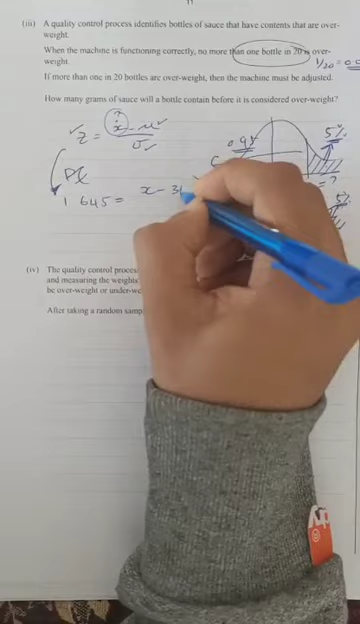 11
(iii) A quality control process identifies bottles of sauce that have contents that are over-
weight.
When the machine is functioning correctly, no more than one bottle in 20 is over-
weight.
1/20 = 0.0
If more than one in 20 bottles are over-weight, then the machine must be adjusted.
How many grams of sauce will a bottle contain before it is considered over-weight?
z = x - μ
σ
0.95
5%
1.645 = x - 3
= ?
5%
(iv) The quality control proces
and measuring the weights
be over-weight or under-we
After taking a random samp